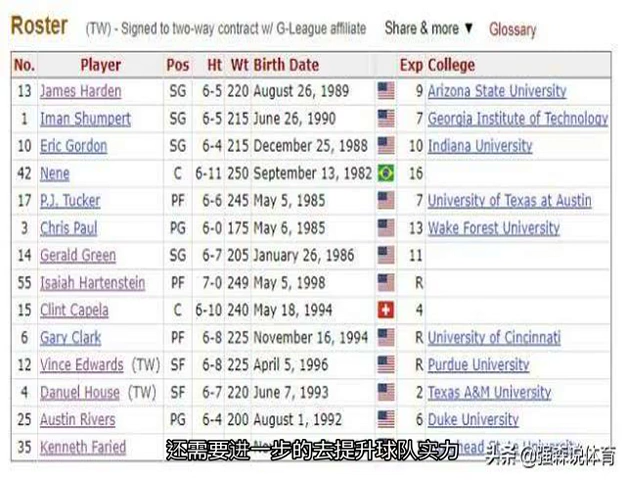 Roster (TW) - Signed to two-way contract w/ G-League affiliate Share & more ▼ Glossary
No. Player Pos Ht Wt Birth Date Exp College
13 James Harden SG 6-5 220 August 26, 1989 9 Arizona State University
1 Iman Shumpert SG 6-5 215 June 26, 1990 7 Georgia Institute of Technology
10 Eric Gordon SG 6-4 215 December 25, 1988 10 Indiana University
42 Nene C 6-11 250 September 13, 1982 16
17 P.J. Tucker PF 6-6 245 May 5, 1985 7 University of Texas at Austin
3 Chris Paul PG 6-0 175 May 6, 1985 13 Wake Forest University
14 Gerald Green SG 6-7 205 January 26, 1986 11
55 Isaiah Hartenstein PF 7-0 249 May 5, 1998 R
15 Clint Capela C 6-10 240 May 18, 1994 4
6 Gary Clark PF 6-8 225 November 16, 1994 R University of Cincinnati
12 Vince Edwards (TW) SF 6-8 225 April 5, 1996 R Purdue University
4 Danuel House (TW) SF 6-7 220 June 7, 1993 2 Texas A&M University
25 Austin Rivers PG 6-4 200 August 1, 1992 6 Duke University
35 Kenneth Faried
还需要进一步的去提升球队实力
头条 @强森说体育